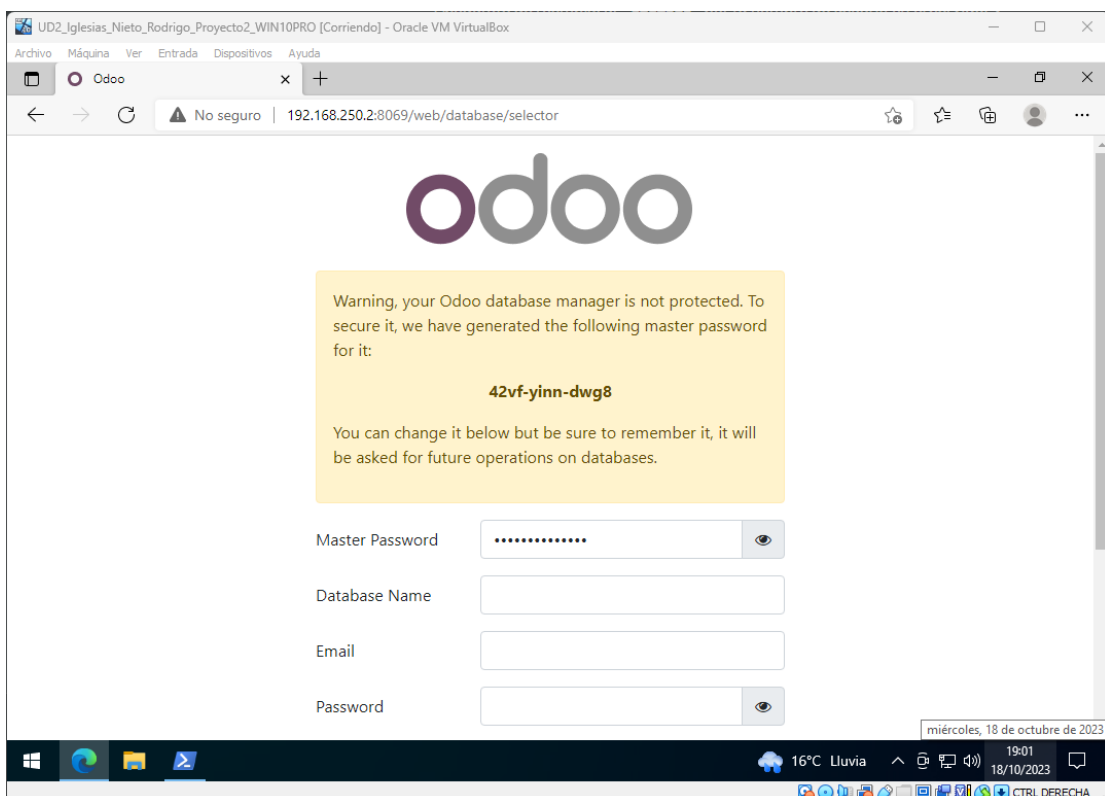 UD2_Iglesias_Nieto_Rodrigo_Proyecto2_WIN10PRO [Corriendo] - Oracle VM VirtualBox
Archivo Máquina Ver Entrada Dispositivos Ayuda
Odoo
No seguro 192.168.250.2:8069/web/database/selector
odoo
Warning, your Odoo database manager is not protected. To
secure it, we have generated the following master password
for it:
42vf-yinn-dwg8
You can change it below but be sure to remember it, it will
be asked for future operations on databases.
Master Password ••••••••••••••
Database Name
Email
Password
miércoles, 18 de octubre de 2023
16°C Lluvia
19:01
18/10/2023
CTRL DERECHA